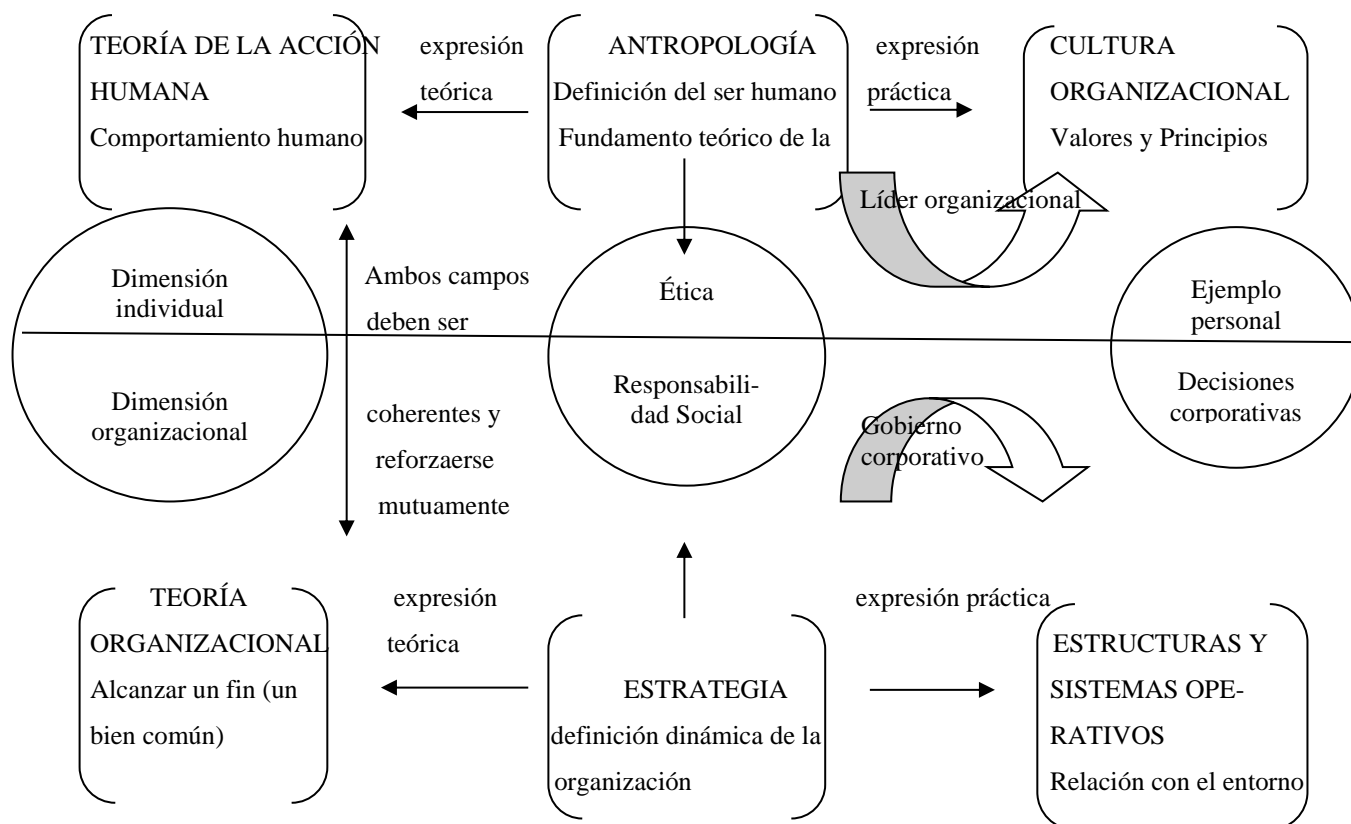 TEORÍA DE LA ACCIÓN
HUMANA
Comportamiento humano
expresión
teórica
ANTROPOLOGÍA
Definición del ser humano
Fundamento teórico de la
expresión
práctica
CULTURA
ORGANIZACIONAL
Valores y Principios
Líder organizacional
Dimensión
individual
Dimensión
organizacional
Ambos campos
deben ser
coherentes y
reforzaerse
mutuamente
Ética
Responsabili-
dad Social
Gobierno
corporativo
Ejemplo
personal
Decisiones
corporativas
TEORÍA
ORGANIZACIONAL
Alcanzar un fin (un
bien común)
expresión
teórica
ESTRATEGIA
definición dinámica de la
organización
expresión práctica
ESTRUCTURAS Y
SISTEMAS OPE-
RATIVOS
Relación con el entorno